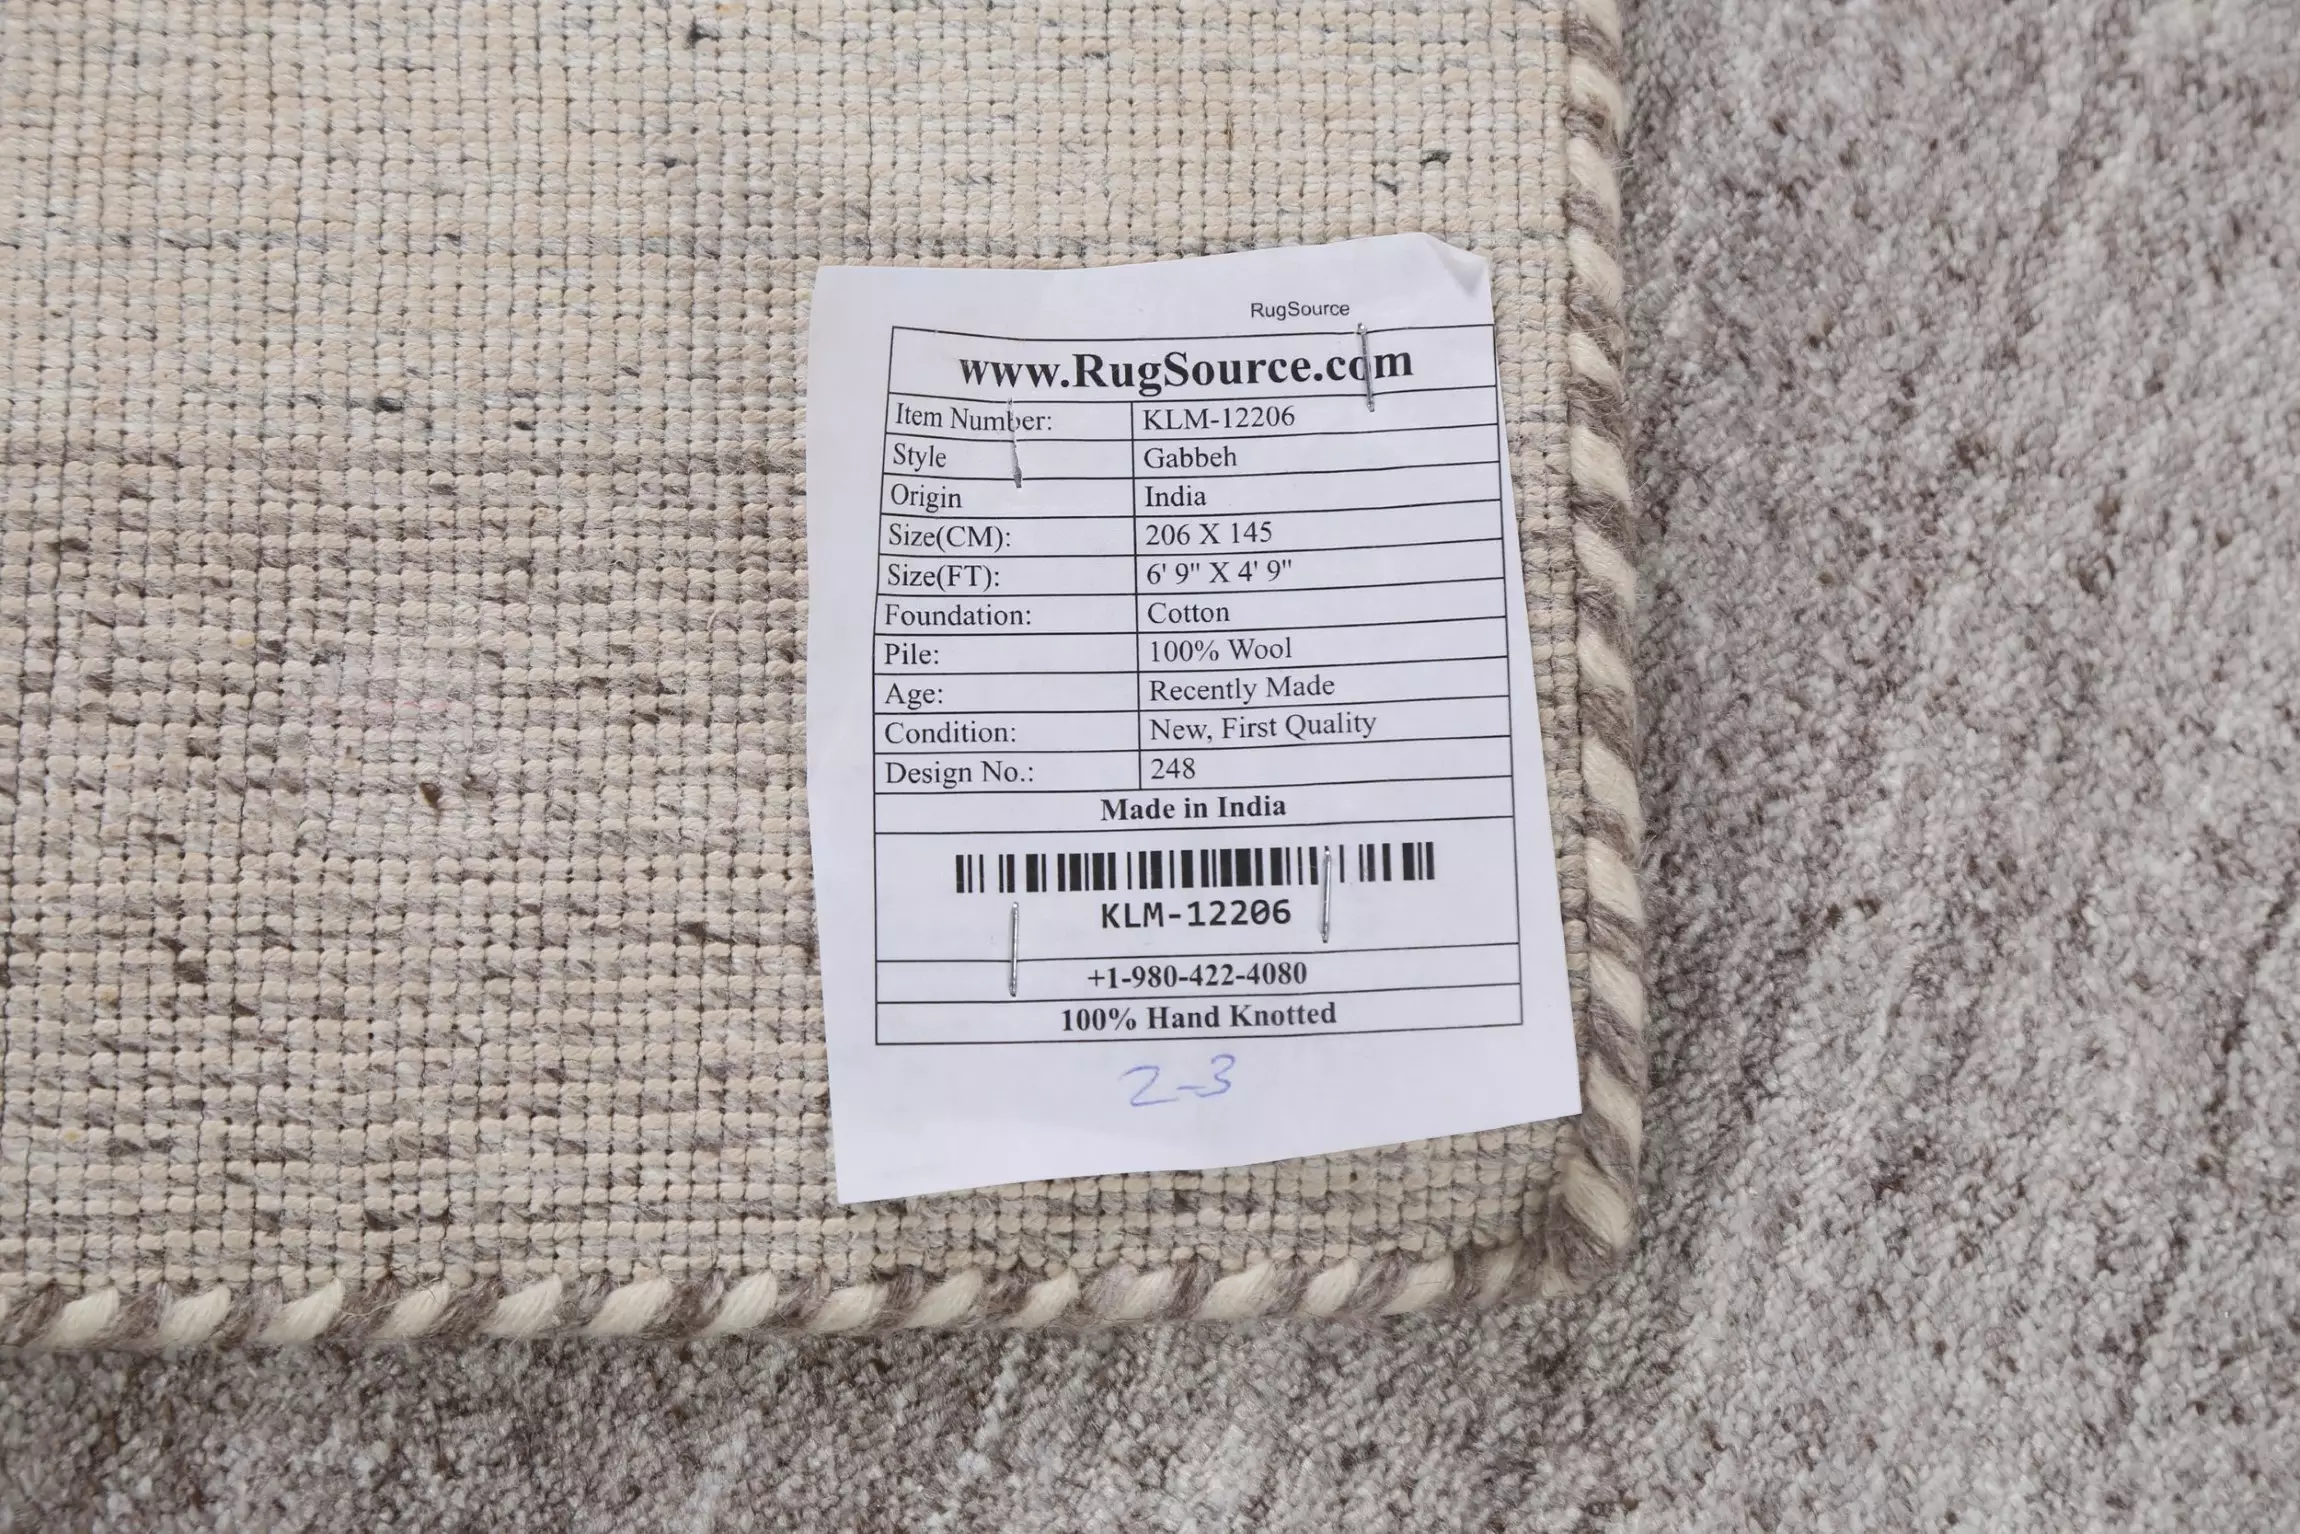 RugSource
www.RugSource.com
Item Number: KLM-12206
Style Gabbeh
Origin India
Size(CM): 206 X 145
Size(FT): 6' 9" X 4' 9"
Foundation: Cotton
Pile: 100% Wool
Age: Recently Made
Condition: New, First Quality
Design No.: 248
Made in India
KLM-12206
+1-980-422-4080
100% Hand Knotted
2-3